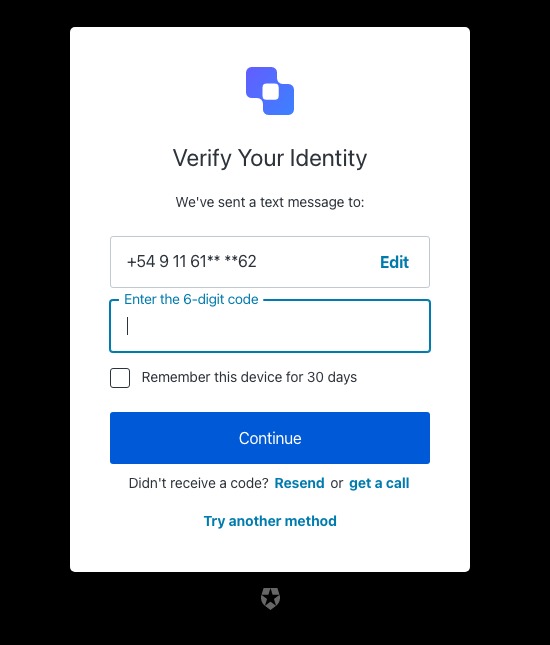 Verify Your Identity
We've sent a text message to:
+54 9 11 61** **62 Edit
Enter the 6-digit code
Remember this device for 30 days
Continue
Didn't receive a code? Resend or get a call
Try another method